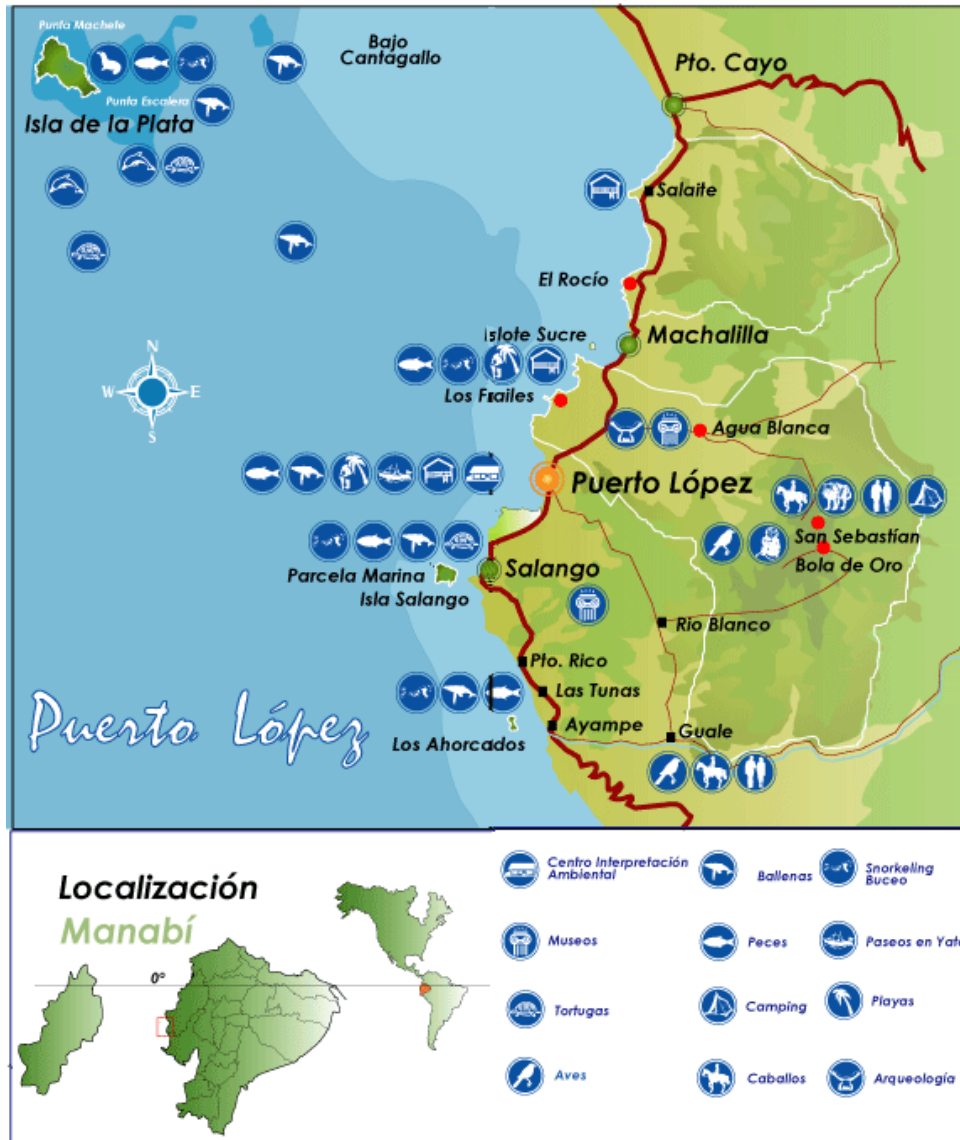 Punta Machete
Bajo
Cantagallo
Pto. Cayo
Punta Escalera
Isla de la Plata
Salaite
El Rocío
Islote Sucre
Machalilla
Los Frailes
Agua Blanca
Puerto López
San Sebastían
Bola de Oro
Salango
Parcela Marina
Isla Salango
Rio Blanco
Pto. Rico
Las Tunas
Puerto López
Ayampe
Guale
Los Ahorcados
N
W
E
S
Localización
Manabí
0°
Centro Interpretación
Ambiental
Ballenas
Snorkeling
Buceo
Museos
Peces
Paseos en Yate
Tortugas
Camping
Playas
Aves
Caballos
Arqueología